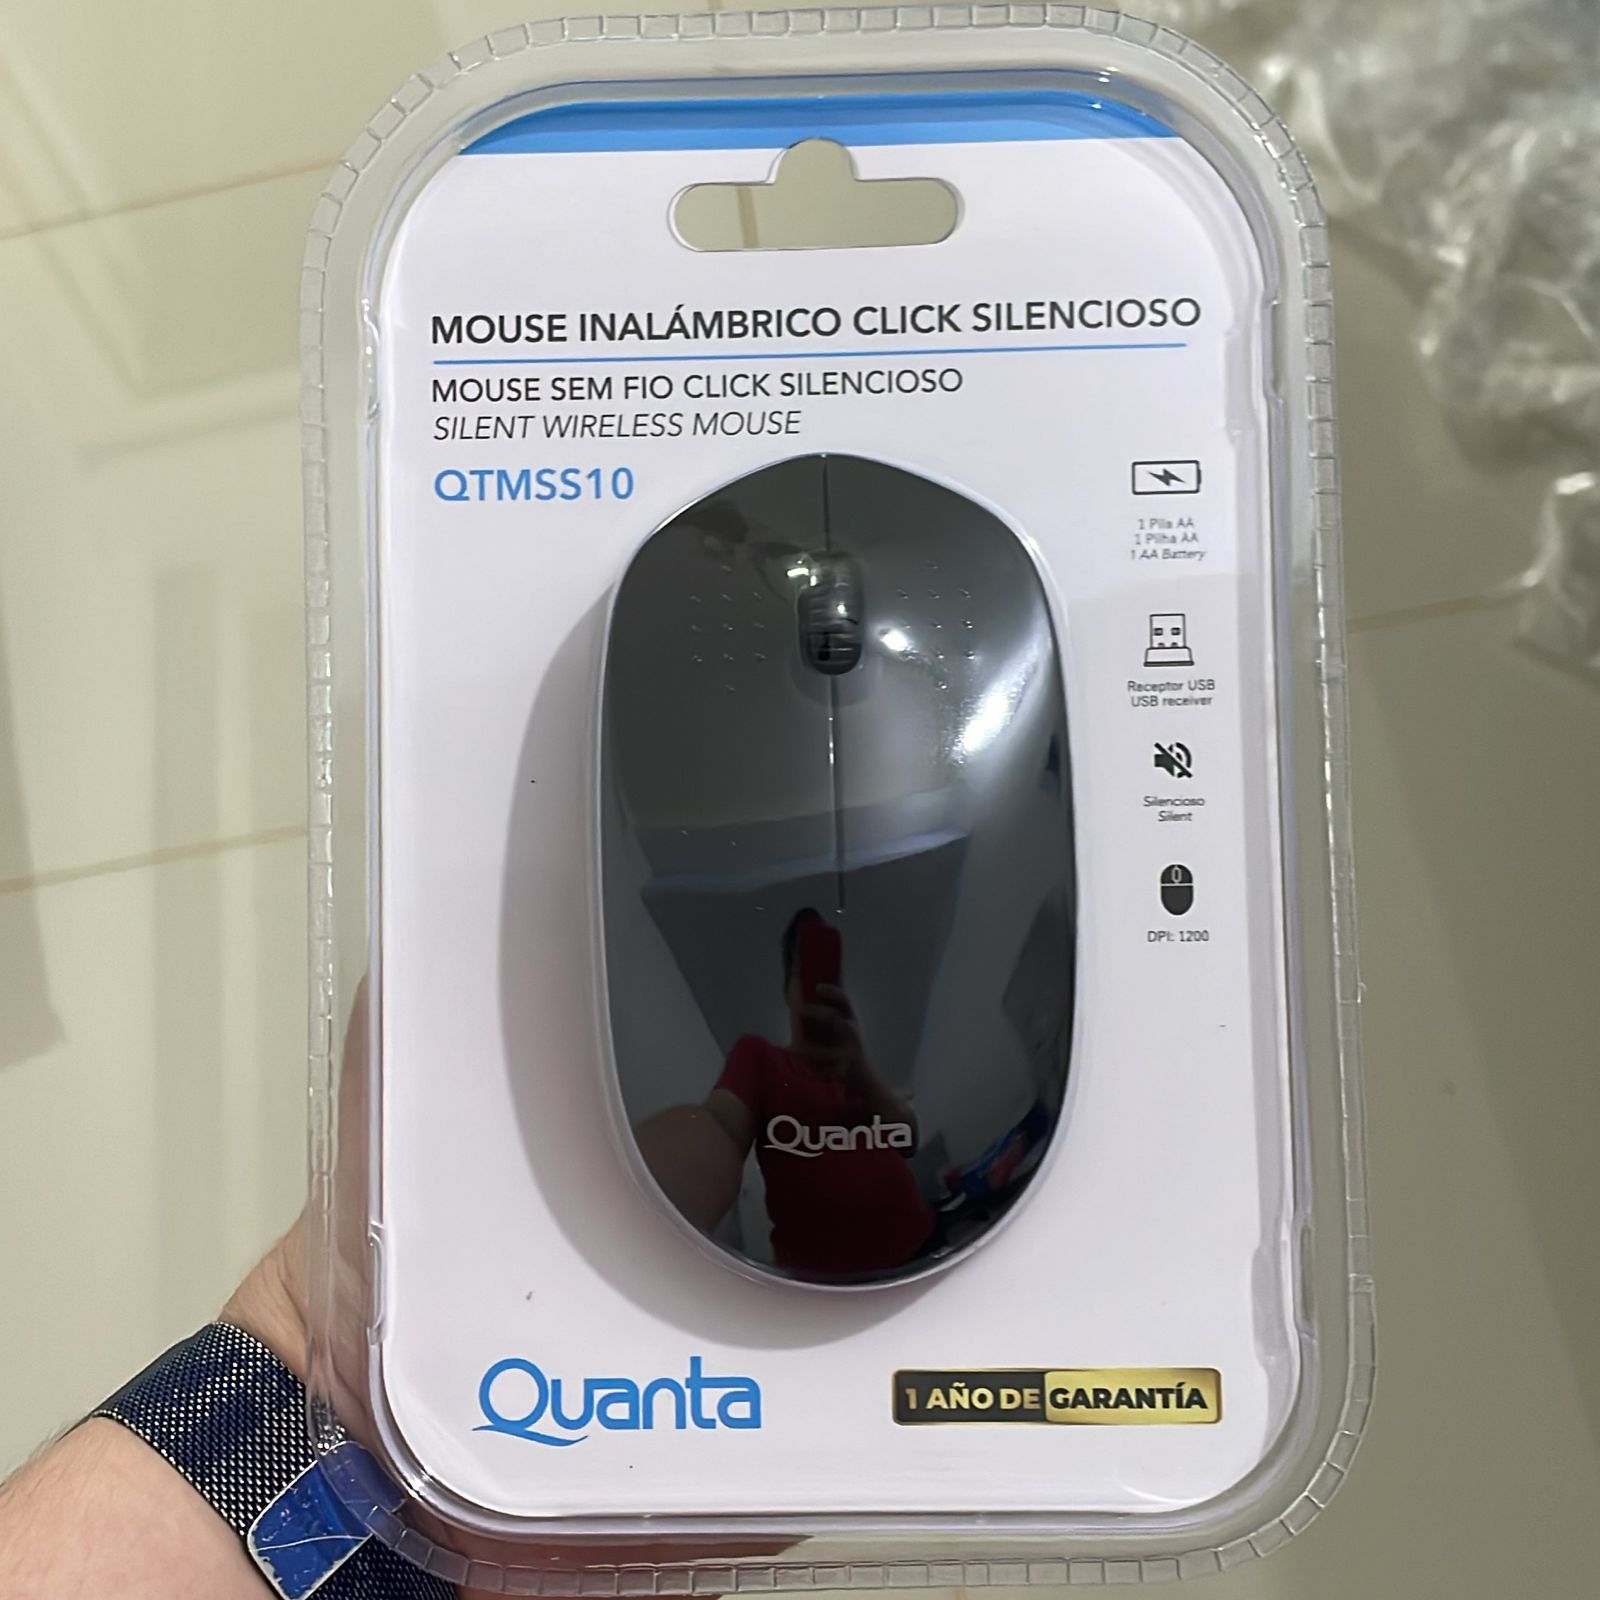 MOUSE INALÁMBRICO CLICK SILENCIOSO
MOUSE SEM FIO CLICK SILENCIOSO
SILENT WIRELESS MOUSE
QTMSS10
1 Pila AA
1 Pilha AA
1 AA Battery
Receptor USB
USB receiver
Silencioso
Silent
DPI: 1200
Quanta
Quanta
1 AÑO DE GARANTÍA